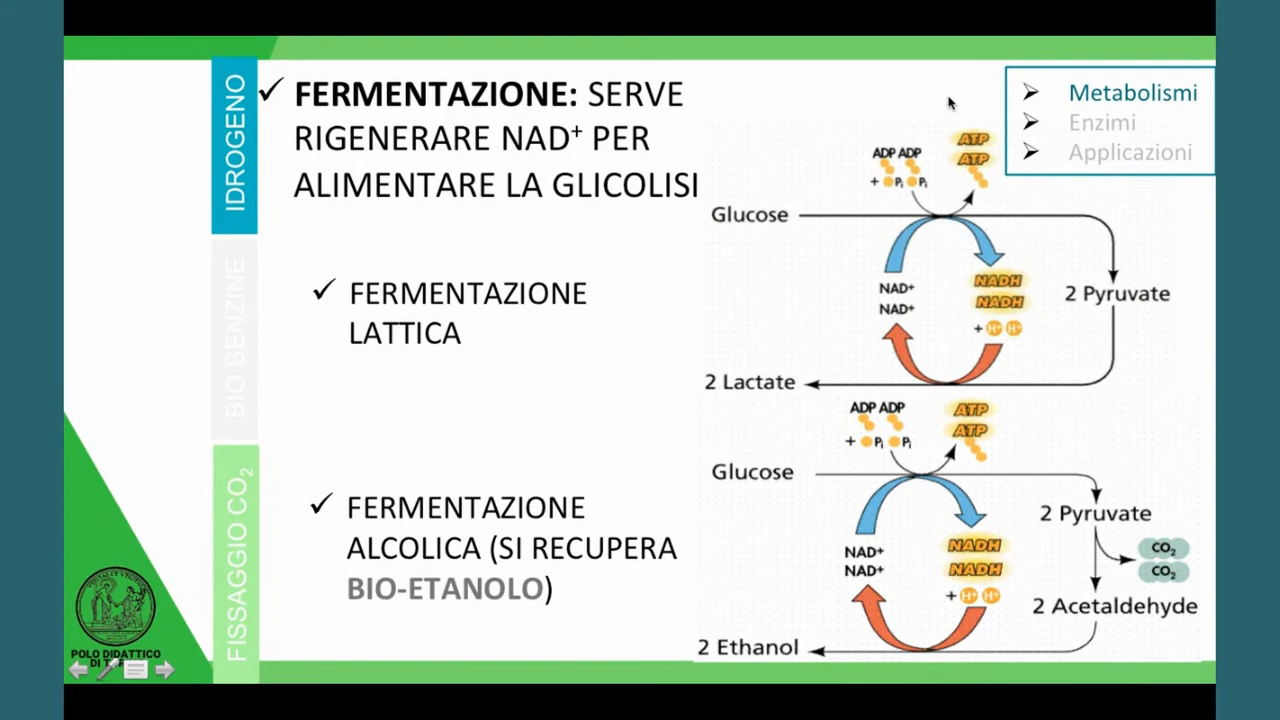 IDROGENO
BIO BENZINE
FISSAGGIO CO₂
✓ FERMENTAZIONE: SERVE
RIGENERARE NAD⁺ PER
ALIMENTARE LA GLICOLISI
✓ FERMENTAZIONE
LATTICA
✓ FERMENTAZIONE
ALCOLICA (SI RECUPERA
BIO-ETANOLO)
➢ Metabolismi
➢ Enzimi
➢ Applicazioni
ADP ADP
+ Pi Pi
ATP
ATP
Glucose
NAD⁺
NAD⁺
NADH
NADH
+ H⁺ H⁺
2 Pyruvate
2 Lactate
ADP ADP
+ Pi Pi
ATP
ATP
Glucose
2 Pyruvate
NAD⁺
NAD⁺
NADH
NADH
+ H⁺ H⁺
CO₂
CO₂
2 Acetaldehyde
2 Ethanol
POLO DIDATTICO